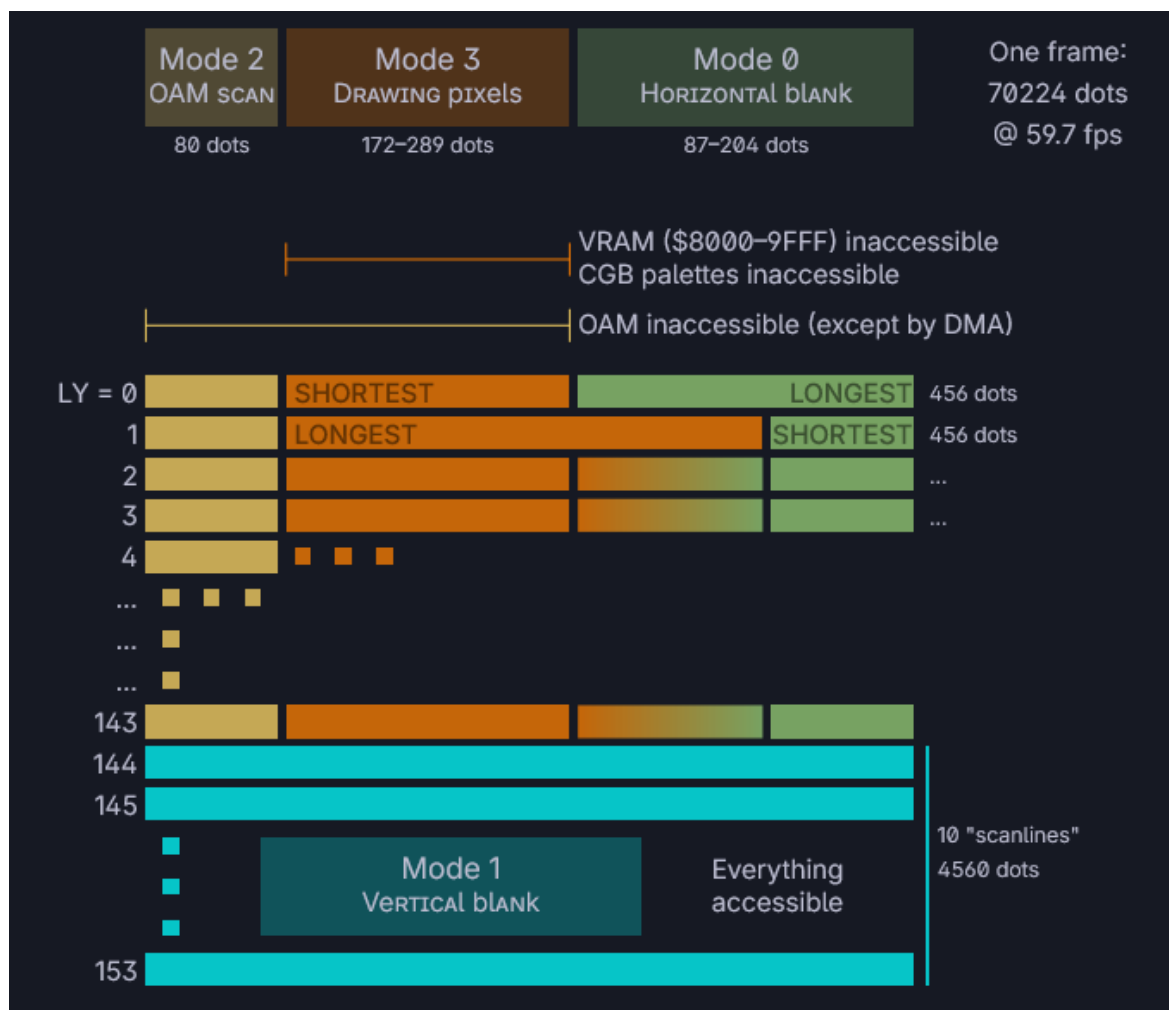 Mode 2
OAM scan
Mode 3
Drawing pixels
Mode 0
Horizontal blank
One frame:
70224 dots
@ 59.7 fps
80 dots
172–289 dots
87–204 dots
VRAM ($8000–9FFF) inaccessible
CGB palettes inaccessible
OAM inaccessible (except by DMA)
LY = 0 SHORTEST LONGEST 456 dots
1 LONGEST SHORTEST 456 dots
2 ...
3 ...
4
...
...
...
143
144
145
10 "scanlines"
4560 dots
Mode 1
Vertical blank
Everything
accessible
153